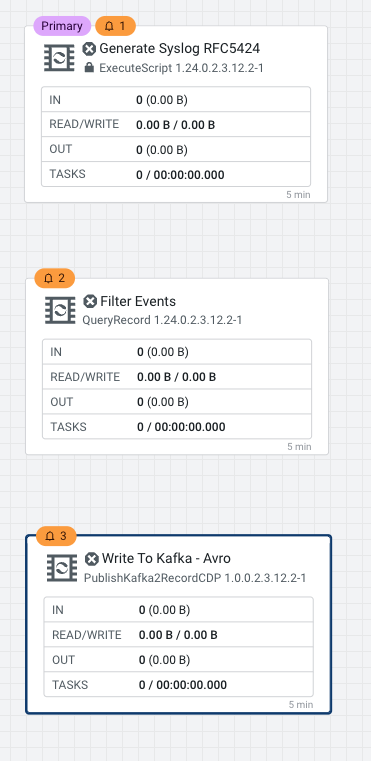 Primary 1
Generate Syslog RFC5424
ExecuteScript 1.24.0.2.3.12.2-1
IN 0 (0.00 B)
READ/WRITE 0.00 B / 0.00 B
OUT 0 (0.00 B)
TASKS 0 / 00:00:00.000
5 min
2
Filter Events
QueryRecord 1.24.0.2.3.12.2-1
IN 0 (0.00 B)
READ/WRITE 0.00 B / 0.00 B
OUT 0 (0.00 B)
TASKS 0 / 00:00:00.000
5 min
3
Write To Kafka - Avro
PublishKafka2RecordCDP 1.0.0.2.3.12.2-1
IN 0 (0.00 B)
READ/WRITE 0.00 B / 0.00 B
OUT 0 (0.00 B)
TASKS 0 / 00:00:00.000
5 min